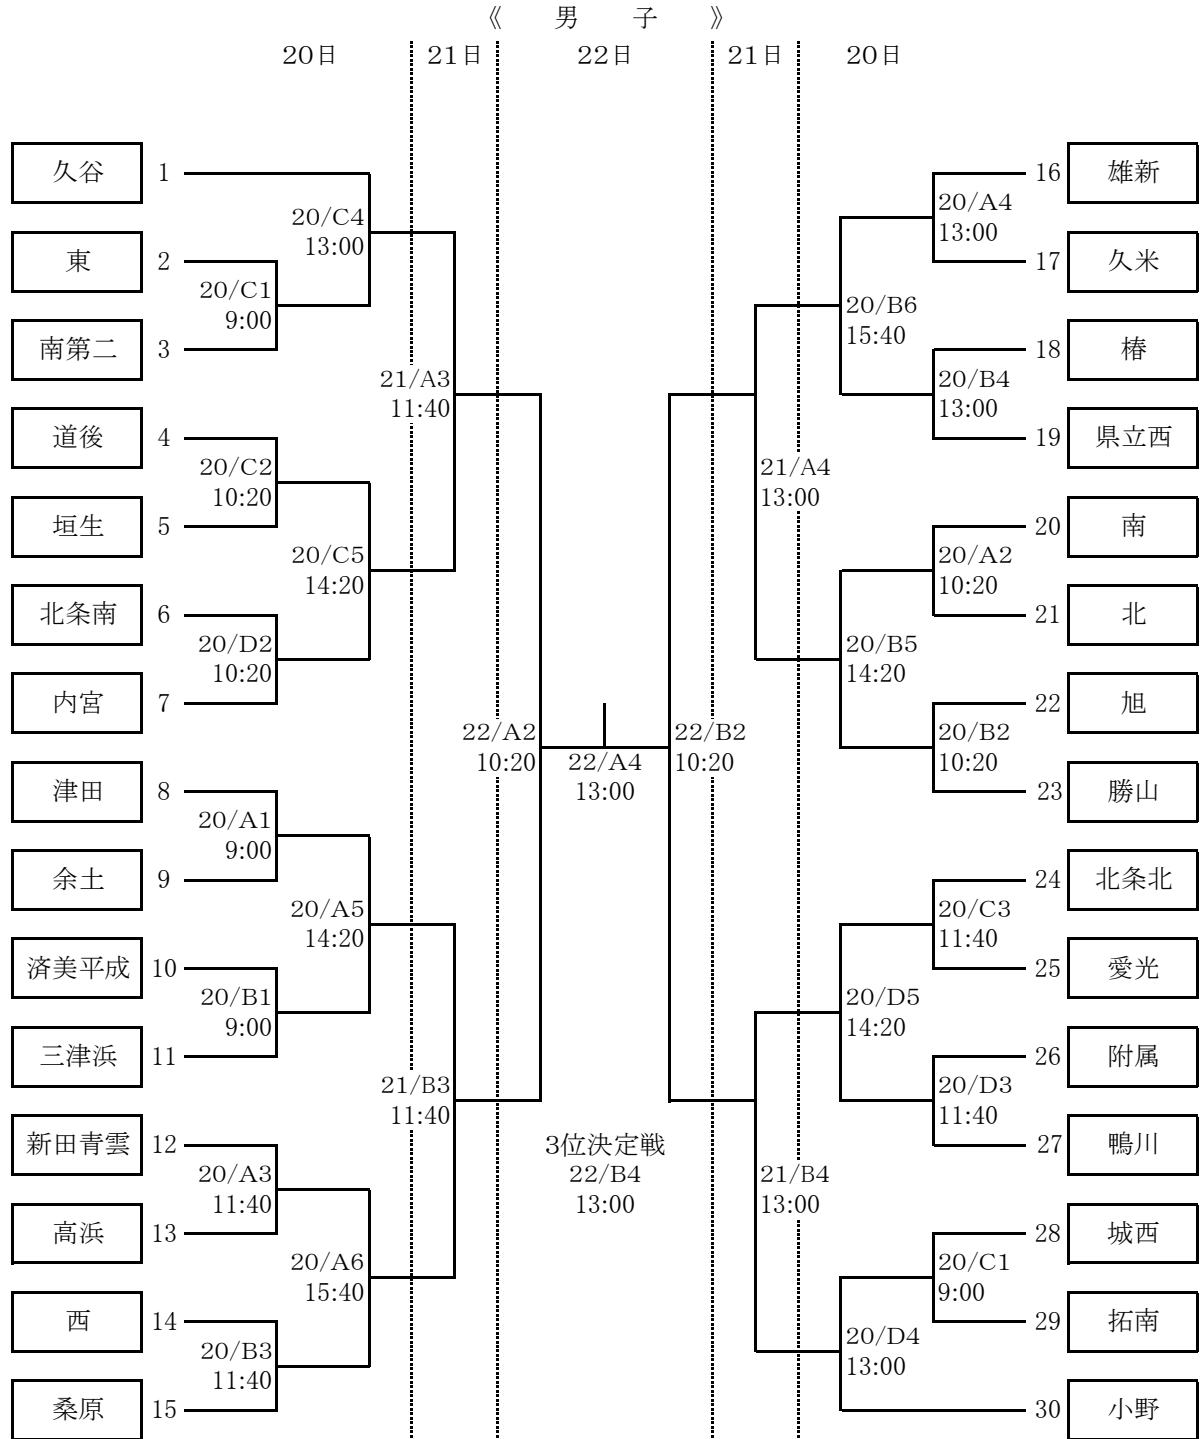 《 男 子 》
20日 21日 22日 21日 20日
久谷 1
16 雄新
20/C4
13:00
20/A4
13:00
東 2
17 久米
20/C1
9:00
20/B6
15:40
南第二 3
18 椿
21/A3
11:40
20/B4
13:00
道後 4
19 県立西
20/C2
10:20
21/A4
13:00
垣生 5
20 南
20/C5
14:20
20/A2
10:20
北条南 6
21 北
20/D2
10:20
20/B5
14:20
内宮 7
22 旭
22/A2
10:20
22/A4
13:00
22/B2
10:20
20/B2
10:20
津田 8
23 勝山
20/A1
9:00
余土 9
24 北条北
20/A5
14:20
20/C3
11:40
済美平成 10
25 愛光
20/B1
9:00
20/D5
14:20
三津浜 11
26 附属
21/B3
11:40
20/D3
11:40
新田青雲 12
27 鴨川
3位決定戦
22/B4
13:00
20/A3
11:40
21/B4
13:00
高浜 13
28 城西
20/A6
15:40
20/C1
9:00
西 14
29 拓南
20/B3
11:40
20/D4
13:00
桑原 15
30 小野